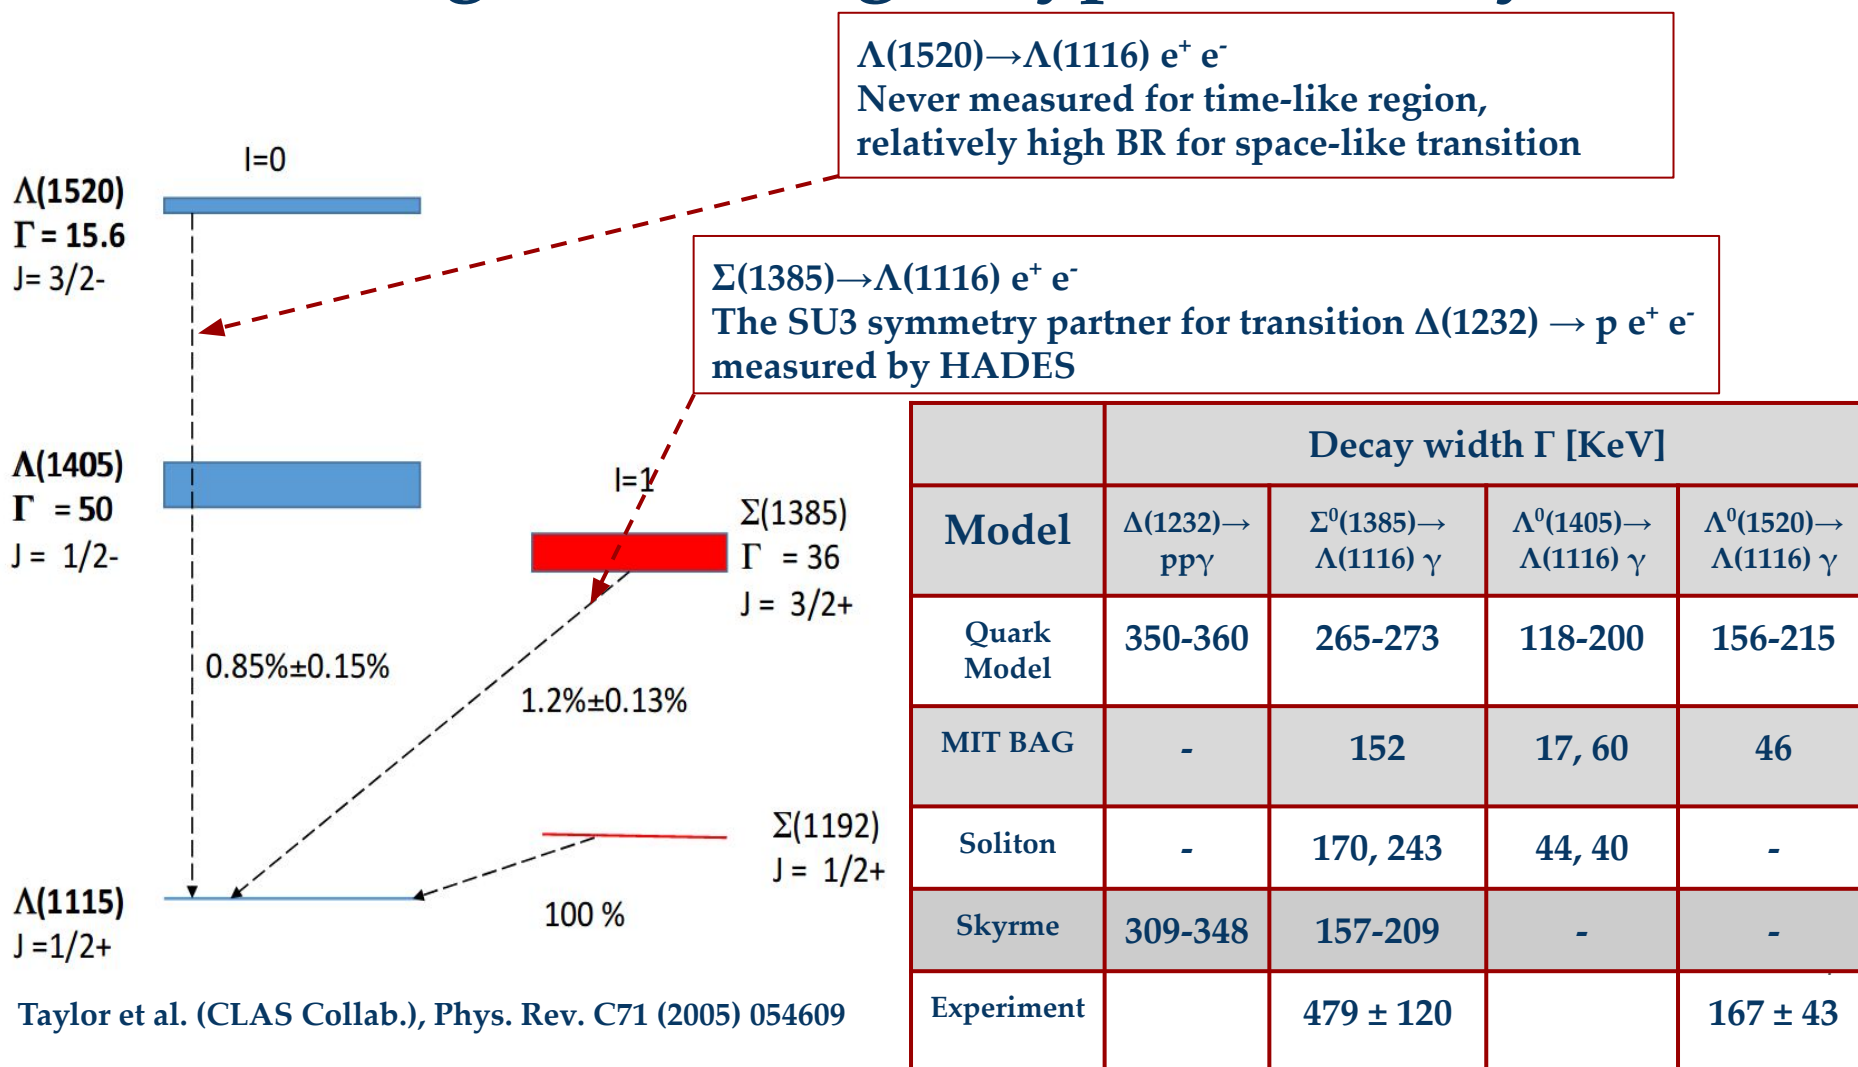 Λ(1520)→Λ(1116) e⁺ e⁻
Never measured for time-like region,
relatively high BR for space-like transition
Σ(1385)→Λ(1116) e⁺ e⁻
The SU3 symmetry partner for transition Δ(1232) → p e⁺ e⁻
measured by HADES
I=0
Λ(1520)
Γ = 15.6
J= 3/2-
Λ(1405)
Γ = 50
J = 1/2-
I=1
Σ(1385)
Γ = 36
J = 3/2+
0.85%±0.15%
1.2%±0.13%
Σ(1192)
J = 1/2+
100 %
Λ(1115)
J =1/2+
Taylor et al. (CLAS Collab.), Phys. Rev. C71 (2005) 054609
Decay width Γ [KeV]
Model
Δ(1232)→
ppγ
Σ⁰(1385)→
Λ(1116) γ
Λ⁰(1405)→
Λ(1116) γ
Λ⁰(1520)→
Λ(1116) γ
Quark
Model
350-360
265-273
118-200
156-215
MIT BAG
-
152
17, 60
46
Soliton
-
170, 243
44, 40
-
Skyrme
309-348
157-209
-
-
Experiment
479 ± 120
167 ± 43